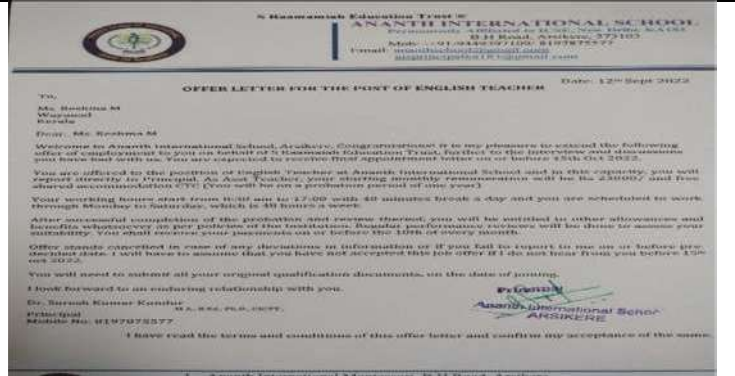 S Raamamiah Education Trust ®
ANANTH INTERNATIONAL SCHOOL
Permanently Affiliated to ICSE, New Delhi,
B.H Road, Arsikere, 573103
Email:
Date: 12th Sept 2022
OFFER LETTER FOR THE POST OF ENGLISH TEACHER
To,
Ms. Reshma M
Wayanad
Kerala
Dear, Ms. Reshma M
Welcome to Ananth International School, Arsikere, Congratulations! it is my pleasure to extend the following
offer of employment to you on behalf of S Raamaiah Education Trust, further to the interview and discussions
you have had with us. You are expected to receive final appointment letter on or before 15th Oct 2022.
You are offered to the position of English Teacher at Ananth International School and in this capacity, you will
report directly to Principal. As Asst Teacher, your starting monthly remuneration will be Rs 23000/ and free
shared accommodation CTC (You will be on a probation period of one year)
Your working hours start from to 17:00 with 40 minutes break a day and you are scheduled to work
through Monday to Saturday, which is 48 hours a week.
After successful completion of the probation and review thereof, you will be entitled to other allowances and
benefits whatsoever as per policies of the institution. Regular performance reviews will be done to assess your
suitability. You shall receive your payments on or before the 10th of every month.
Offer stands cancelled in case of any deviations in information or if you fail to report to me on or before pre-
decided date. I will have to assume that you have not accepted this job offer if I do not hear from you before 15th
oct 2022.
You will need to submit all your original qualification documents, on the date of joining.
I look forward to an enduring relationship with you.
Principal
Dr. Suresh Kumar Kundur
Ananth International School
ARSIKERE
Principal
Mobile No: 8197875577
I have read the terms and conditions of this offer letter and confirm my acceptance of the same.